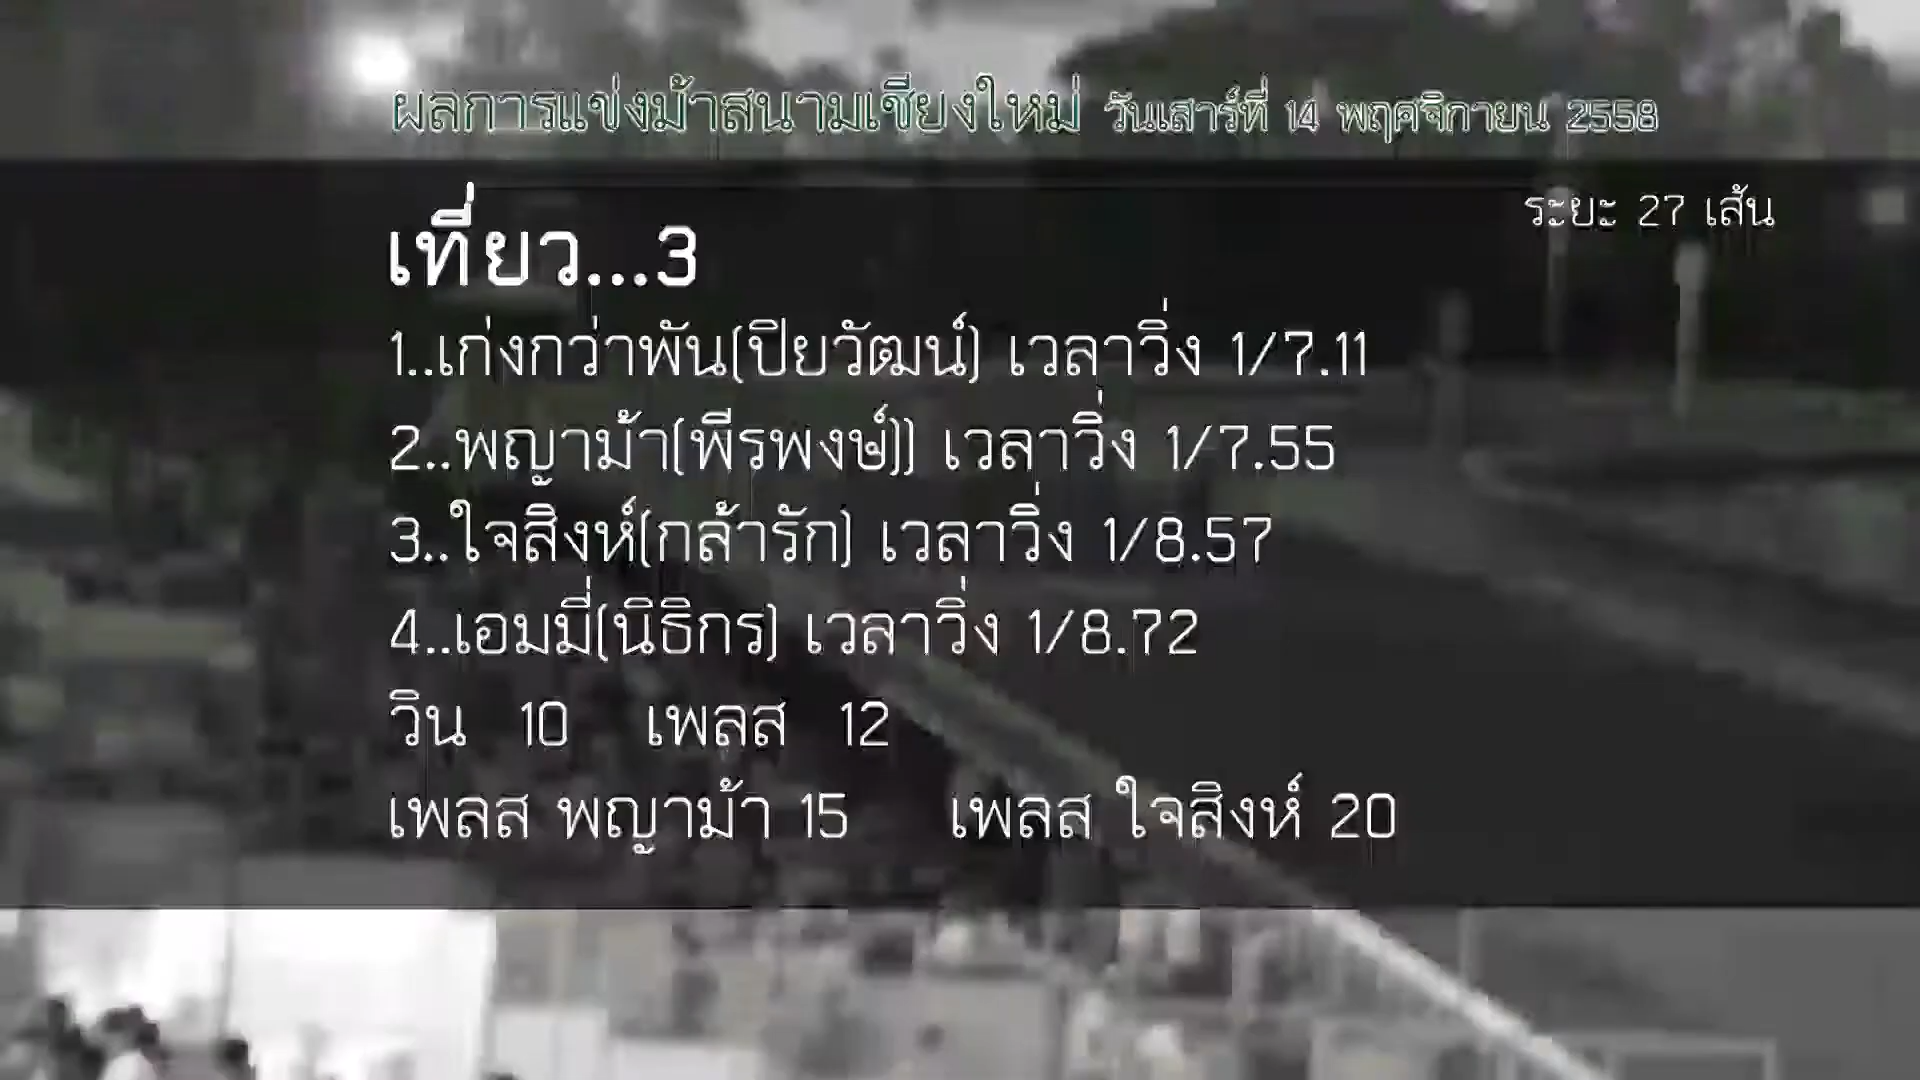 ผลการแข่งม้าสนามเชียงใหม่ วันเสาร์ที่ 14 พฤศจิกายน 2558
ระยะ 27 เส้น
เที่ยว...3
1..เก่งกว่าพัน(ปิยวัฒน์) เวลาวิ่ง 1/7.11
2..พญาม้า(พีรพงษ์)) เวลาวิ่ง 1/7.55
3..ใจสิงห์(กล้ารัก) เวลาวิ่ง 1/8.57
4..เอมมี่(นิธิกร) เวลาวิ่ง 1/8.72
วิน 10 เพลส 12
เพลส พญาม้า 15 เพลส ใจสิงห์ 20